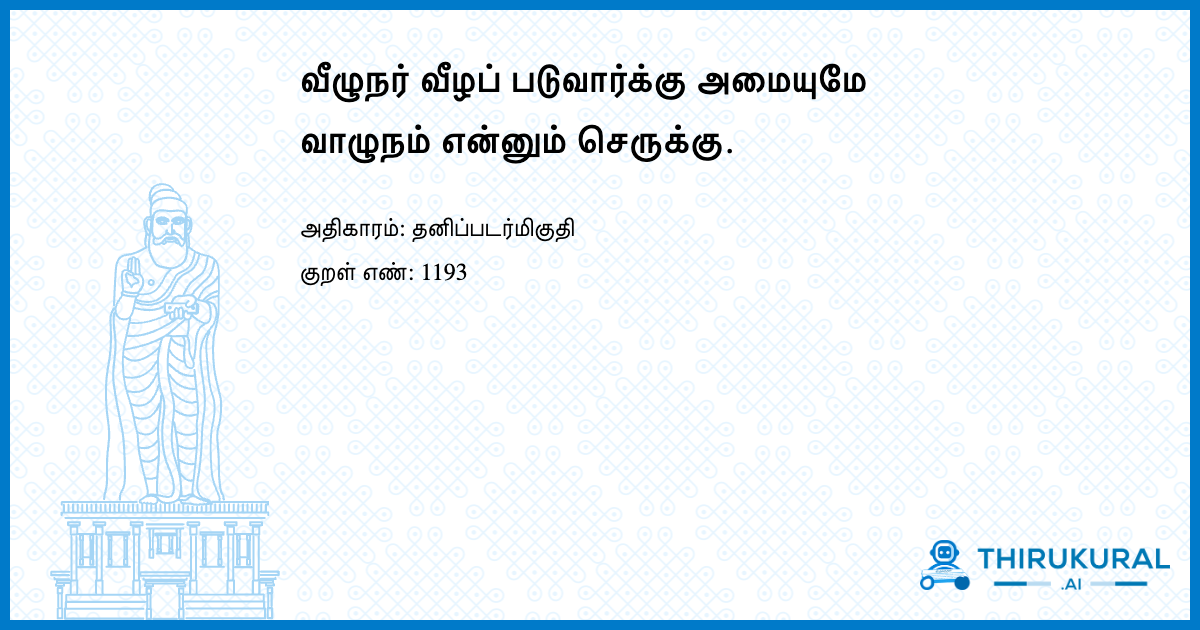 வீழுநர் வீழப் படுவார்க்கு அமையுமே
வாழுநம் என்னும் செருக்கு.
அதிகாரம்: தனிப்படர்மிகுதி
குறள் எண்: 1193
THIRUKURAL
.AI